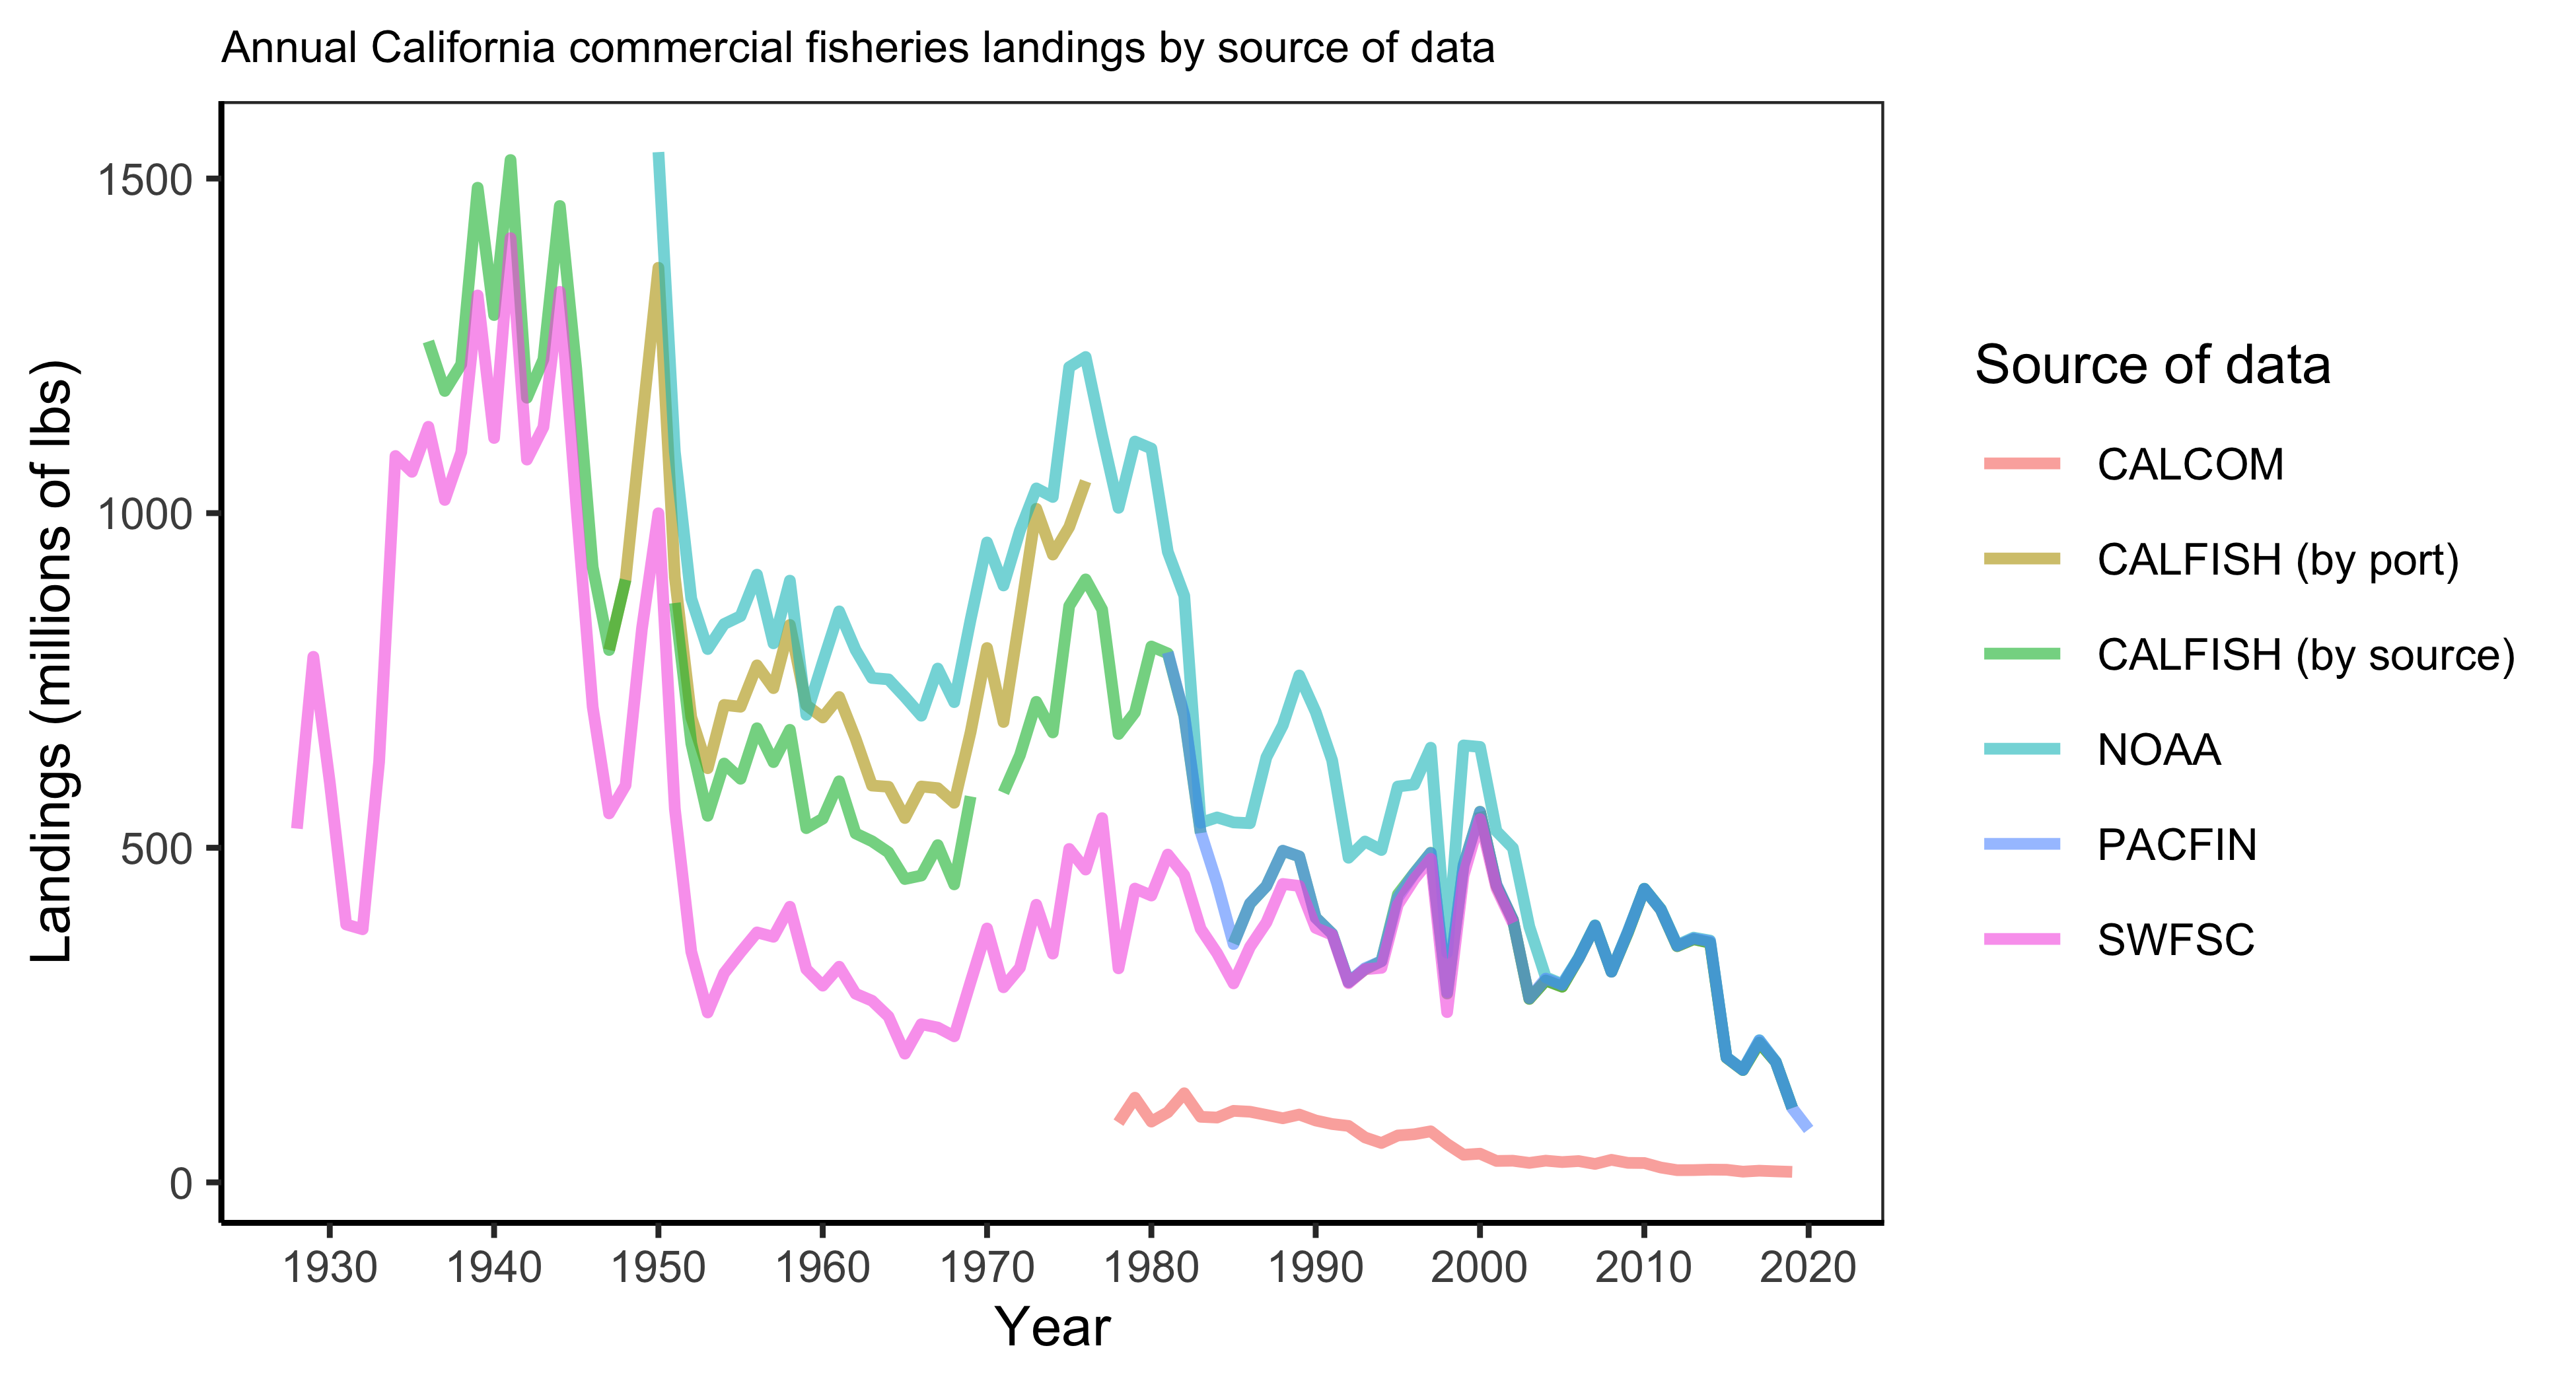 Annual California commercial fisheries landings by source of data
Landings (millions of lbs)
1500
1000
500
0
1930 1940 1950 1960 1970 1980 1990 2000 2010 2020
Year
Source of data
CALCOM
CALFISH (by port)
CALFISH (by source)
NOAA
PACFIN
SWFSC